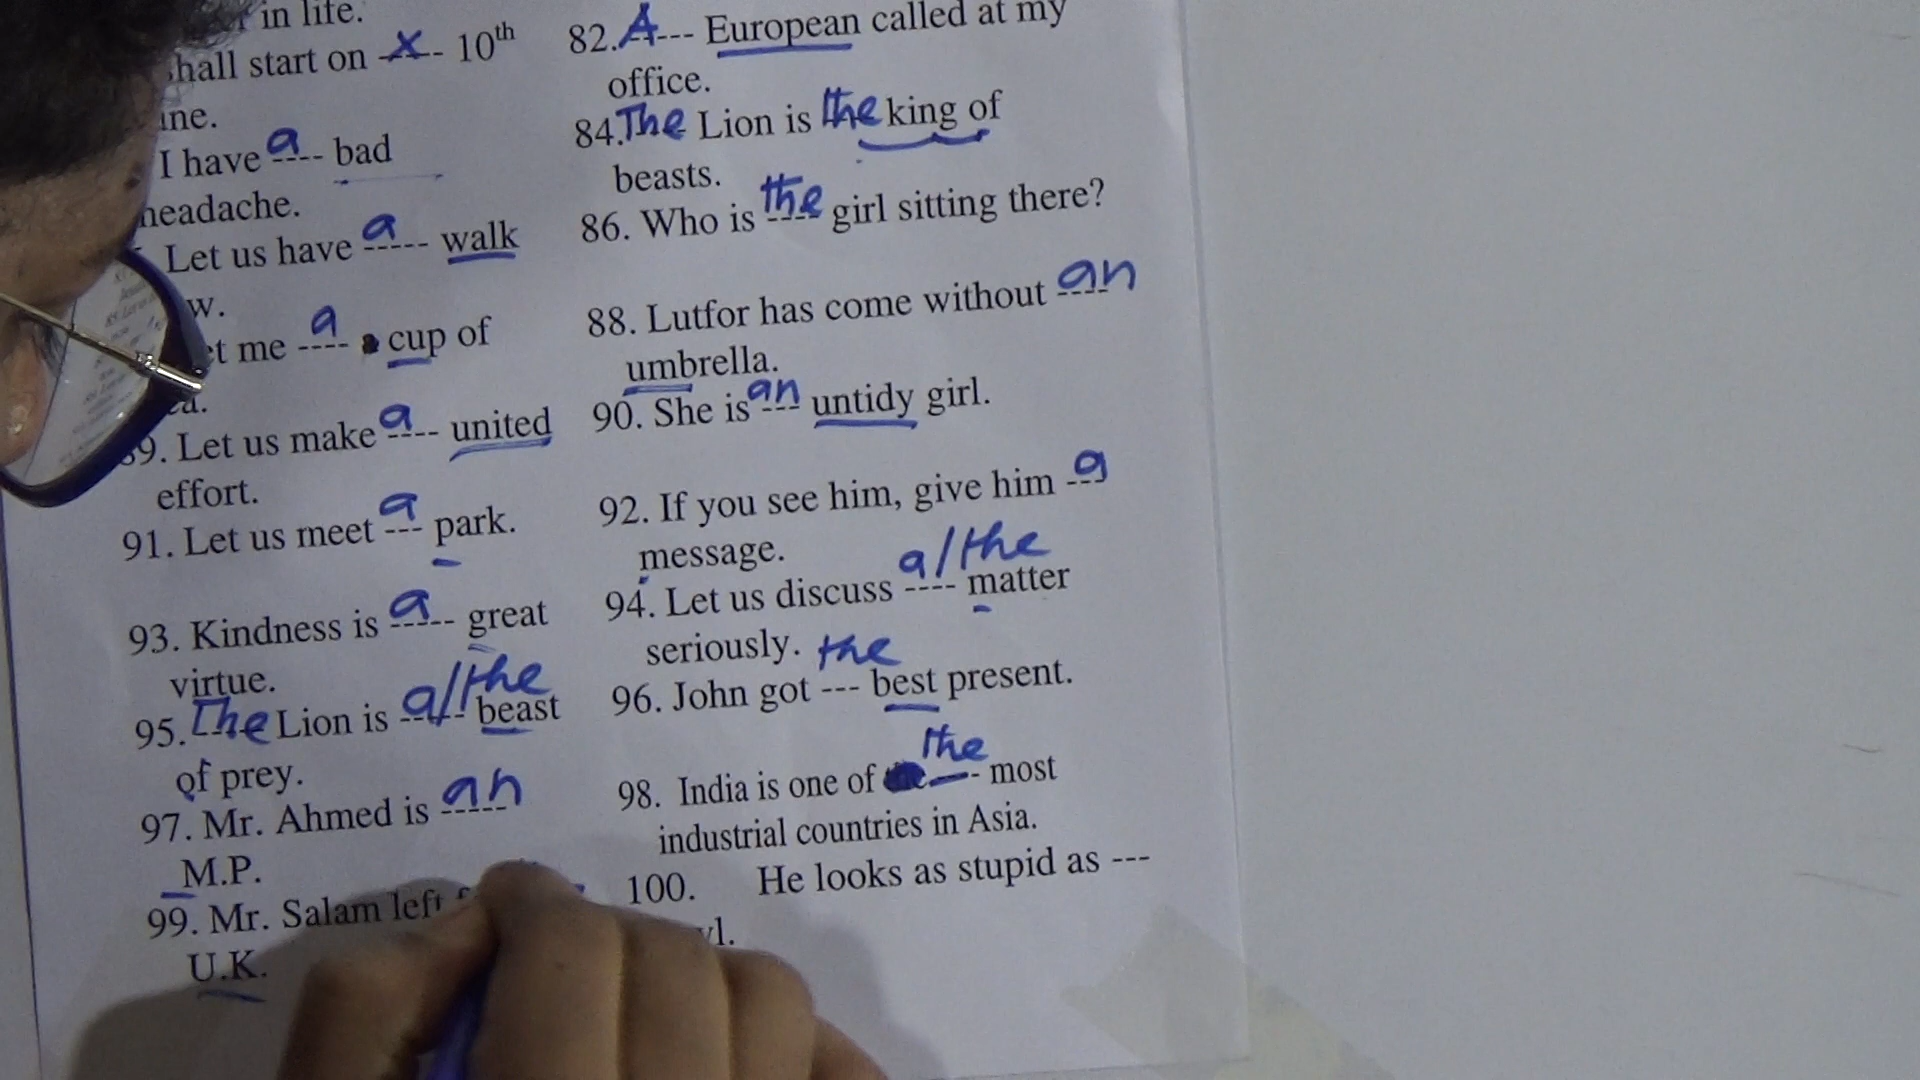 in life.
shall start on -x-- 10th
I have a---- bad
headache.
Let us have a----- walk
w.
me a---- a cup of
89. Let us make a---- united
effort.
91. Let us meet a--- park.
93. Kindness is a----- great
virtue.
95. The Lion is a/the beast
of prey.
97. Mr. Ahmed is an-----
M.P.
99. Mr. Salam left
U.K.
82. A---- European called at my
office.
84. The Lion is the king of
beasts.
86. Who is the---- girl sitting there?
88. Lutfor has come without an----
umbrella.
90. She is an--- untidy girl.
92. If you see him, give him a---
message.
94. Let us discuss a/the ---- matter
seriously.
96. John got the --- best present.
98. India is one of the --- most
industrial countries in Asia.
100. He looks as stupid as ---